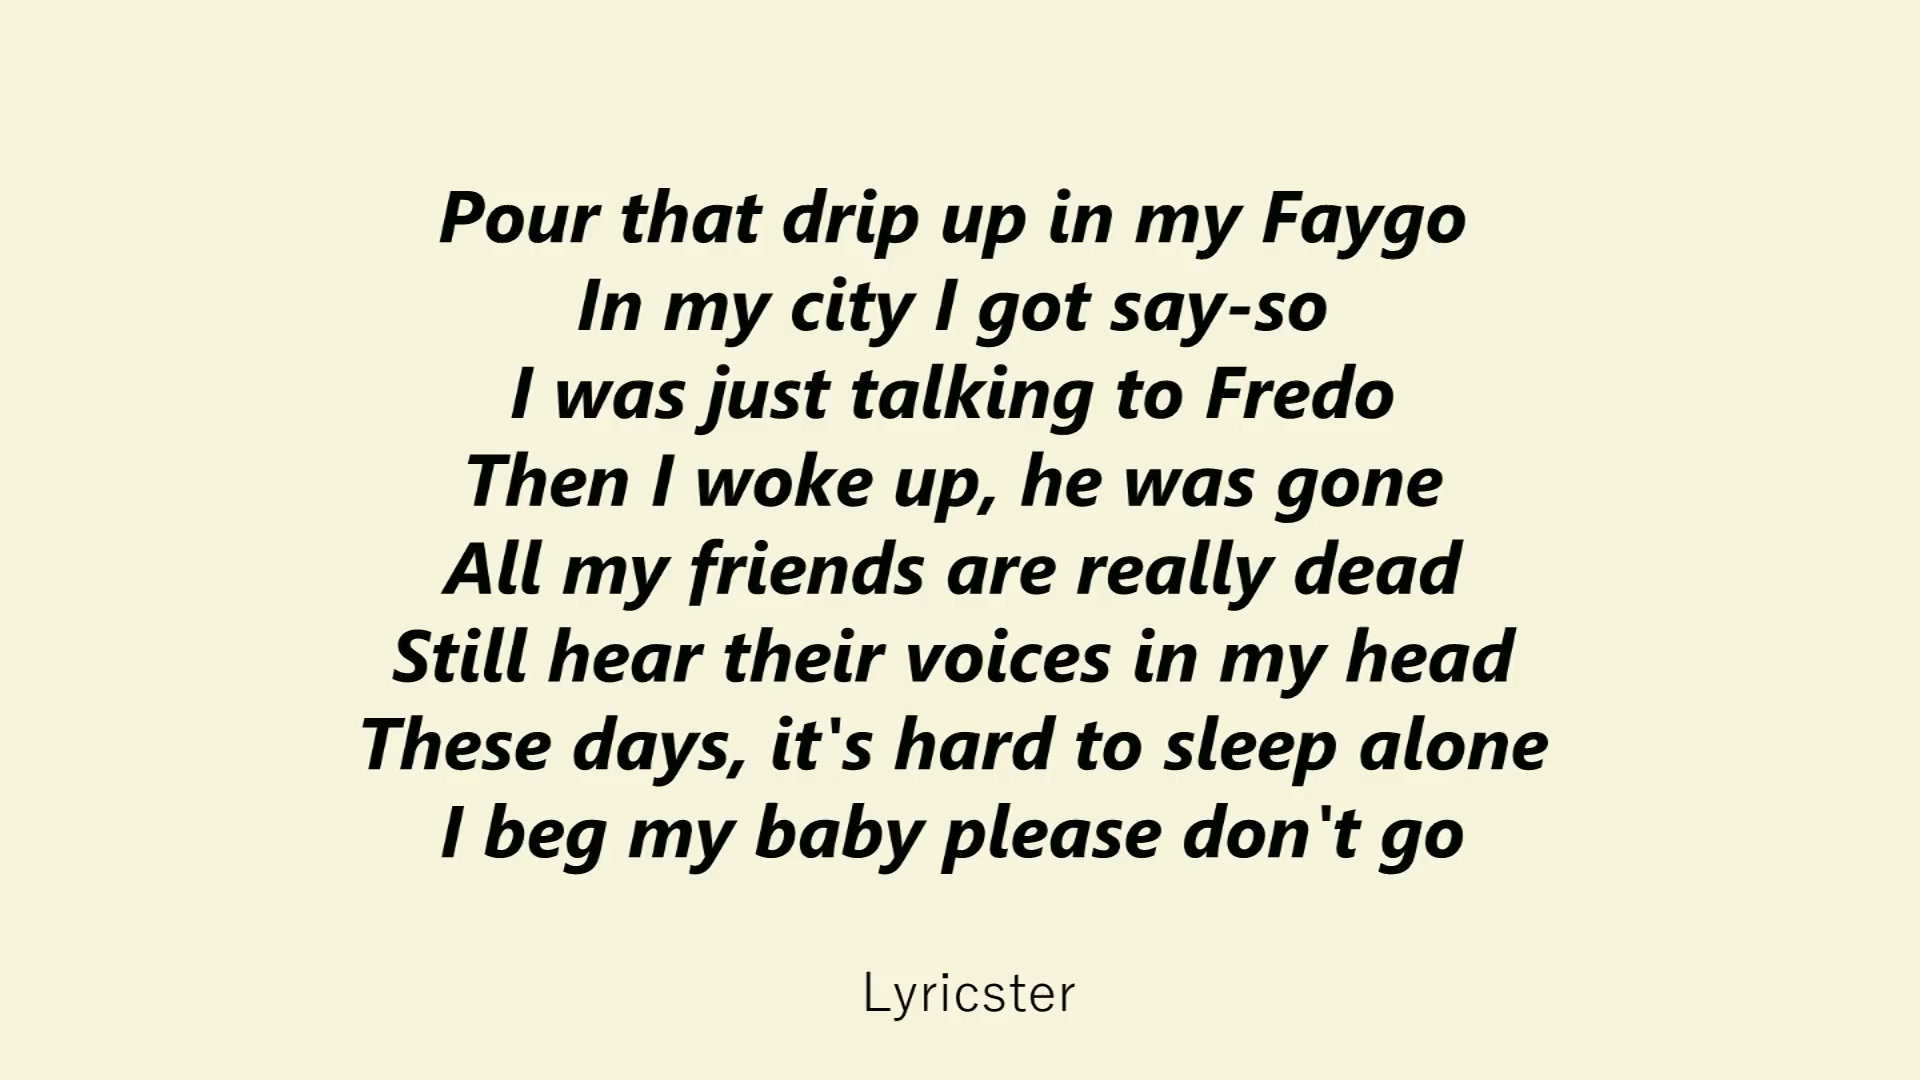 Pour that drip up in my Faygo
In my city I got say-so
I was just talking to Fredo
Then I woke up, he was gone
All my friends are really dead
Still hear their voices in my head
These days, it's hard to sleep alone
I beg my baby please don't go
Lyricster